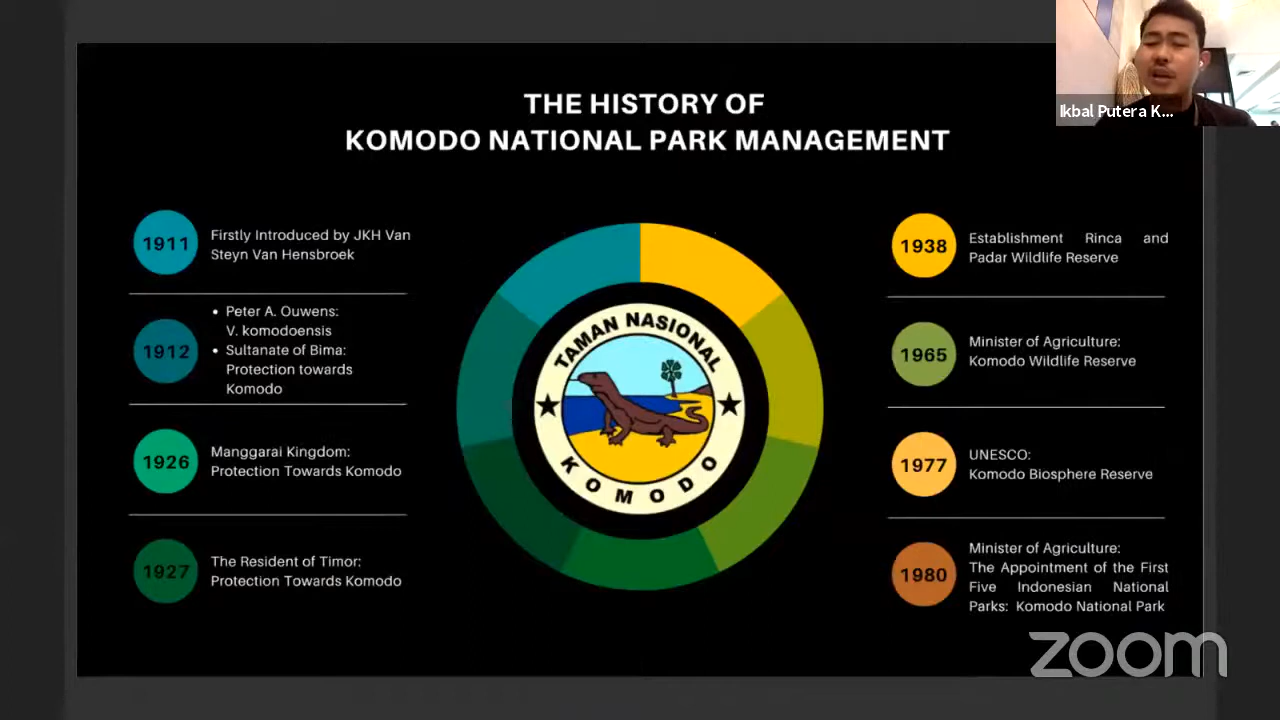 THE HISTORY OF
KOMODO NATIONAL PARK MANAGEMENT
Ikbal Putera K...
1911
Firstly Introduced by JKH Van
Steyn Van Hensbroek
1912
• Peter A. Ouwens:
V. komodoensis
• Sultanate of Bima:
Protection towards
Komodo
1926
Manggarai Kingdom:
Protection Towards Komodo
1927
The Resident of Timor:
Protection Towards Komodo
TAMAN NASIONAL
KOMODO
1938
Establishment Rinca and
Padar Wildlife Reserve
1965
Minister of Agriculture:
Komodo Wildlife Reserve
1977
UNESCO:
Komodo Biosphere Reserve
1980
Minister of Agriculture:
The Appointment of the First
Five Indonesian National
Parks: Komodo National Park
zoom